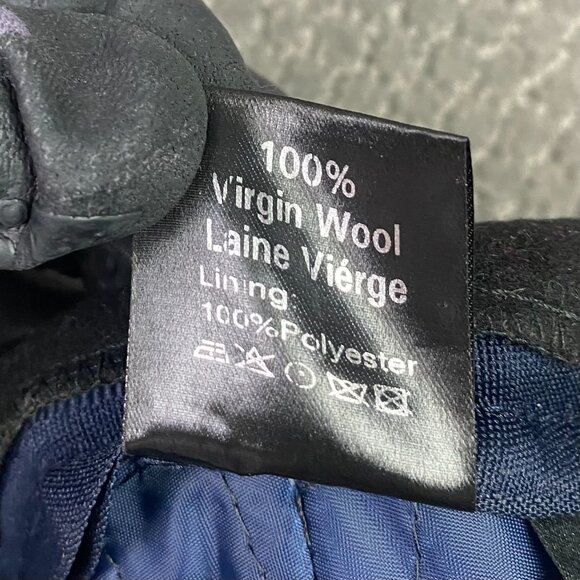 100%
Virgin Wool
Laine Viérge
Lining:
100%Polyester